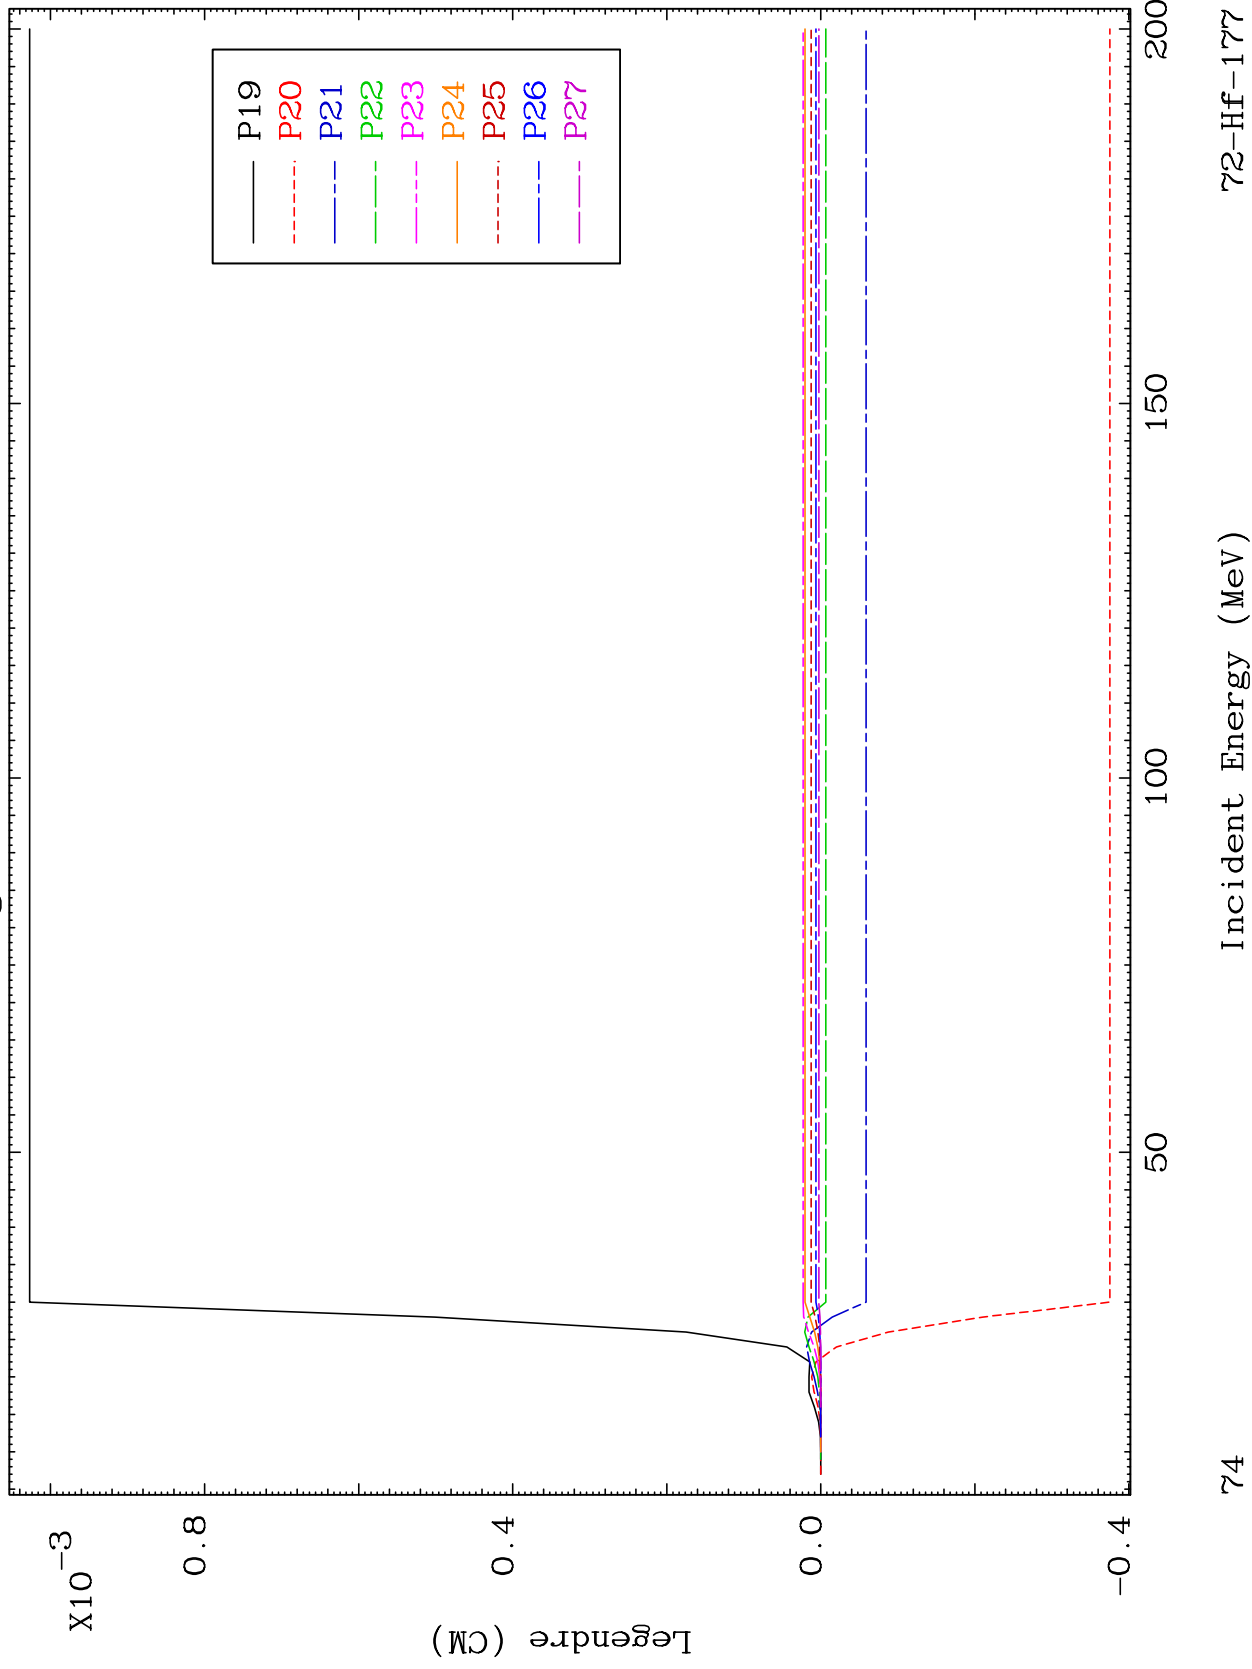 X10-3
0.8
0.4
0.0
-0.4
Legendre (CM)
P19
P20
P21
P22
P23
P24
P25
P26
P27
50
100
150
200
Incident Energy (MeV)
74
72-Hf-177